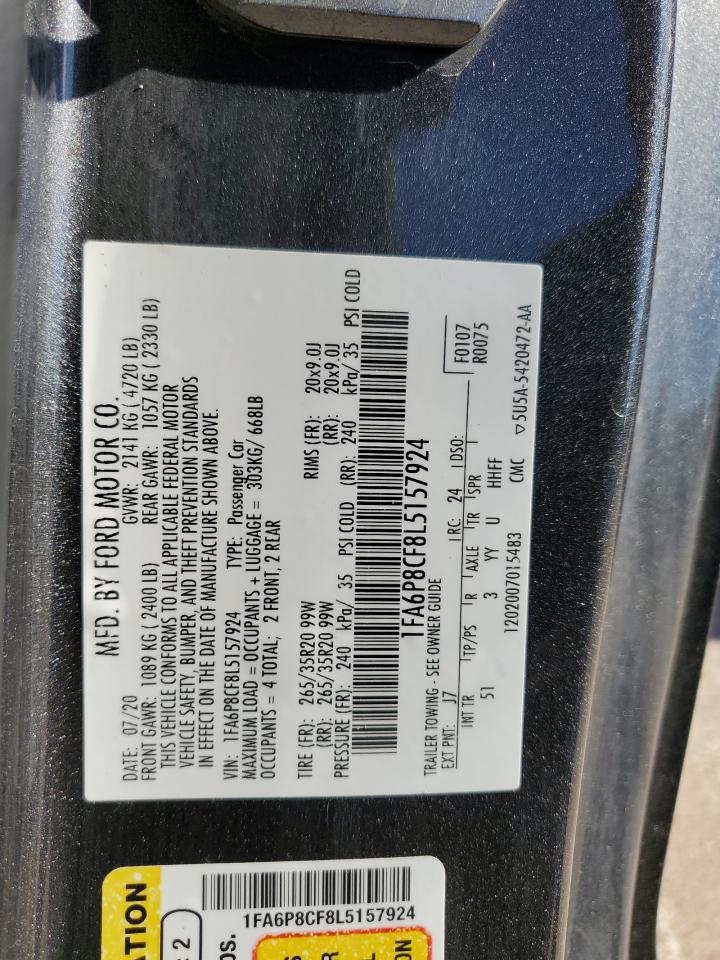 MFD. BY FORD MOTOR CO.
DATE: 07/20 GVWR: 2141 KG ( 4720 LB)
FRONT GAWR: 1089 KG (2400 LB) REAR GAWR: 1057 KG ( 2330 LB)
THIS VEHICLE CONFORMS TO ALL APPLICABLE FEDERAL MOTOR
VEHICLE SAFETY, BUMPER, AND THEFT PREVENTION STANDARDS
IN EFFECT ON THE DATE OF MANUFACTURE SHOWN ABOVE.
VIN: 1FA6P8CF8L5157924 TYPE: Passenger Car
MAXIMUM LOAD = OCCUPANTS + LUGGAGE = 303KG/ 668LB
OCCUPANTS = 4 TOTAL; 2 FRONT, 2 REAR
TIRE (FR): 265/35R20 99W RIMS (FR): 20x9.0J
(RR): 265/35R20 99W (RR): 20x9.0J
PRESSURE (FR): 240 kPa/ 35 PSI COLD (RR): 240 kPa/ 35 PSI COLD
1FA6P8CF8L5157924
TRAILER TOWING - SEE OWNER GUIDE
EXT PNT: J7 RC: 24 DSO: F0107
R0075
INT TR TP/PS R AXLE TR SPR
51 3 YY U HHFF
1202007015483 CMC ▽5U5A-5420472-AA
1FA6P8CF8L5157924